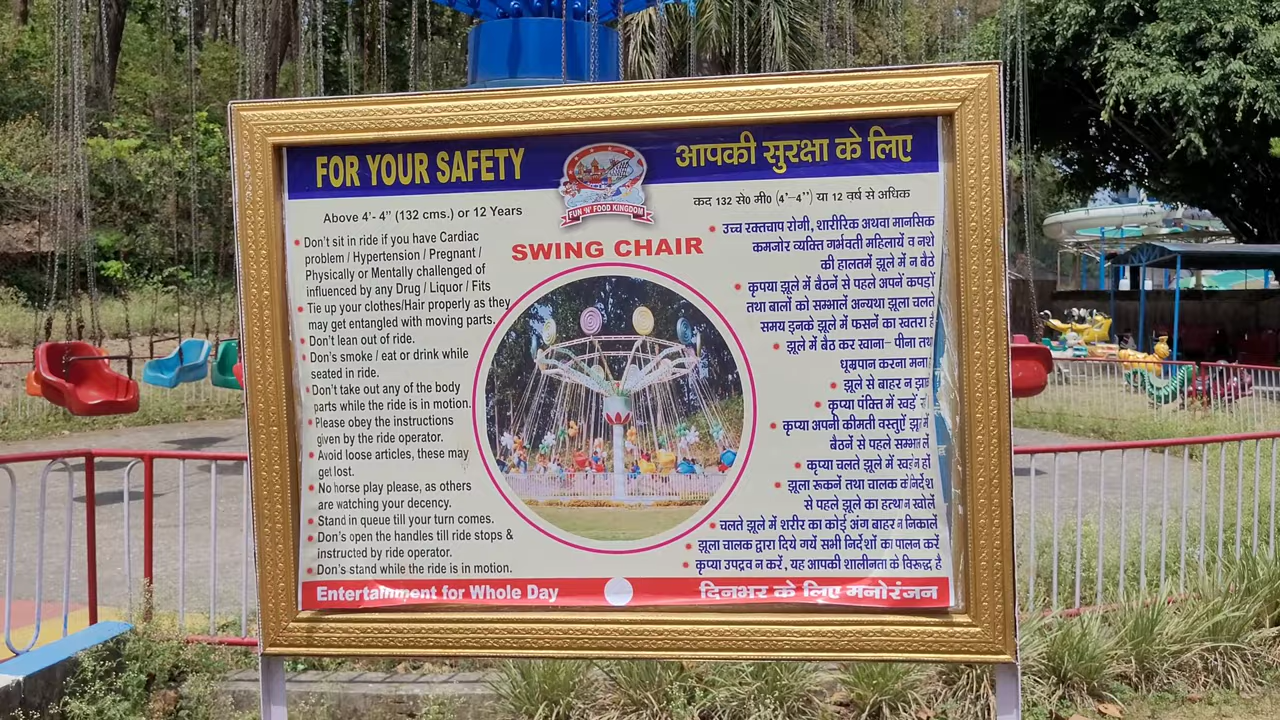 FOR YOUR SAFETY
आपकी सुरक्षा के लिए
FUN 'N' FOOD KINGDOM
Above 4'- 4" (132 cms.) or 12 Years
कद 132 से0 मी0 (4'-4'') या 12 वर्ष से अधिक
SWING CHAIR
Don't sit in ride if you have Cardiac
problem / Hypertension / Pregnant /
Physically or Mentally challenged of
influenced by any Drug / Liquor / Fits
Tie up your clothes/Hair properly as they
may get entangled with moving parts.
Don't lean out of ride.
Don's smoke / eat or drink while
seated in ride.
Don't take out any of the body
parts while the ride is in motion.
Please obey the instructions
given by the ride operator.
Avoid loose articles, these may
get lost.
No horse play please, as others
are watching your decency.
Stand in queue till your turn comes.
Don's open the handles till ride stops &
instructed by ride operator.
Don's stand while the ride is in motion.
उच्च रक्तचाप रोगी, शारीरिक अथवा मानसिक
कमजोर व्यक्ति गर्भवती महिलायें व नशे
की हालतमें झूले में न बैठे
कृप्या झूले में बैठनें से पहले अपनें कपड़ों
तथा बालों को सम्भालें अन्यथा झूला चलते
समय इनके झूले में फसनें का खतरा है
झूले में बैठ कर खाना- पीना तथ
धूम्रपान करना मना
झूले से बाहर न
कृप्या पंक्ति में खड़ें
कृप्या अपनी कीमती वस्तुऐं झू में
बैठनें से पहले सम्भाल लें
कृप्या चलते झूले में खड़े न हों
झूला रूकनें तथा चालक के निर्देश
से पहले झूले का हत्था न खोलें
चलते झूले में शरीर का कोई अंग बाहर न निकालें
झूला चालक द्वारा दिये गयें सभी निर्देशों का पालन करें
कृप्या उपद्रव न करें, यह आपकी शालीनता के विरूद्ध है
Entertainment for Whole Day
दिनभर के लिए मनोरंजन